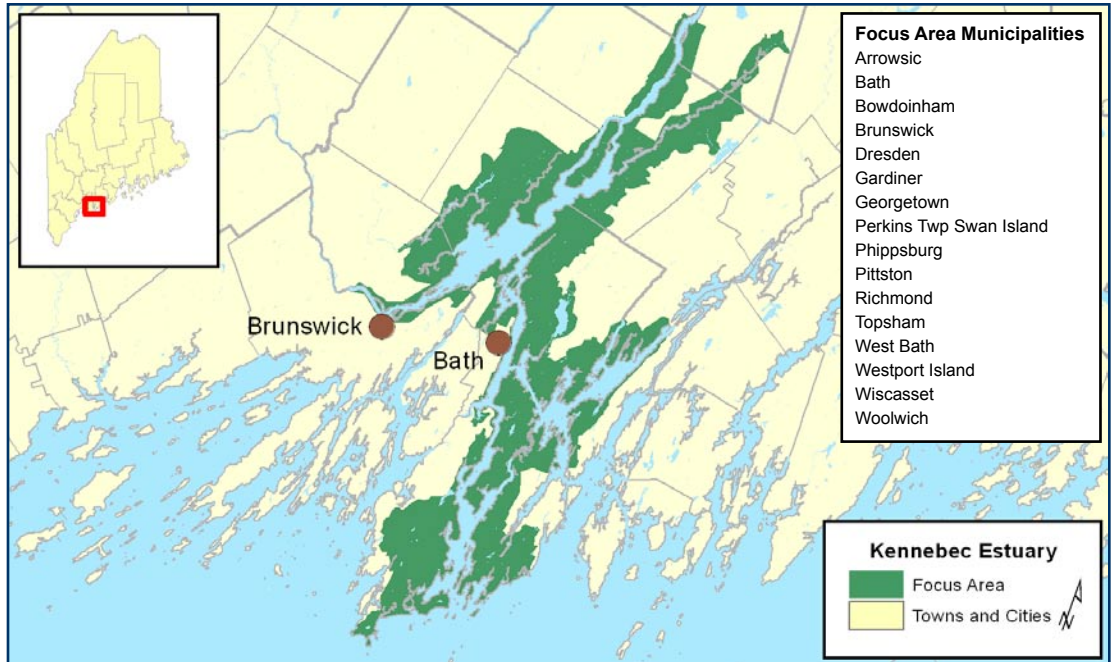 Focus Area Municipalities
Arrowsic
Bath
Bowdoinham
Brunswick
Dresden
Gardiner
Georgetown
Perkins Twp Swan Island
Phippsburg
Pittston
Richmond
Topsham
West Bath
Westport Island
Wiscasset
Woolwich
Brunswick
Bath
Kennebec Estuary
Focus Area
Towns and Cities
N